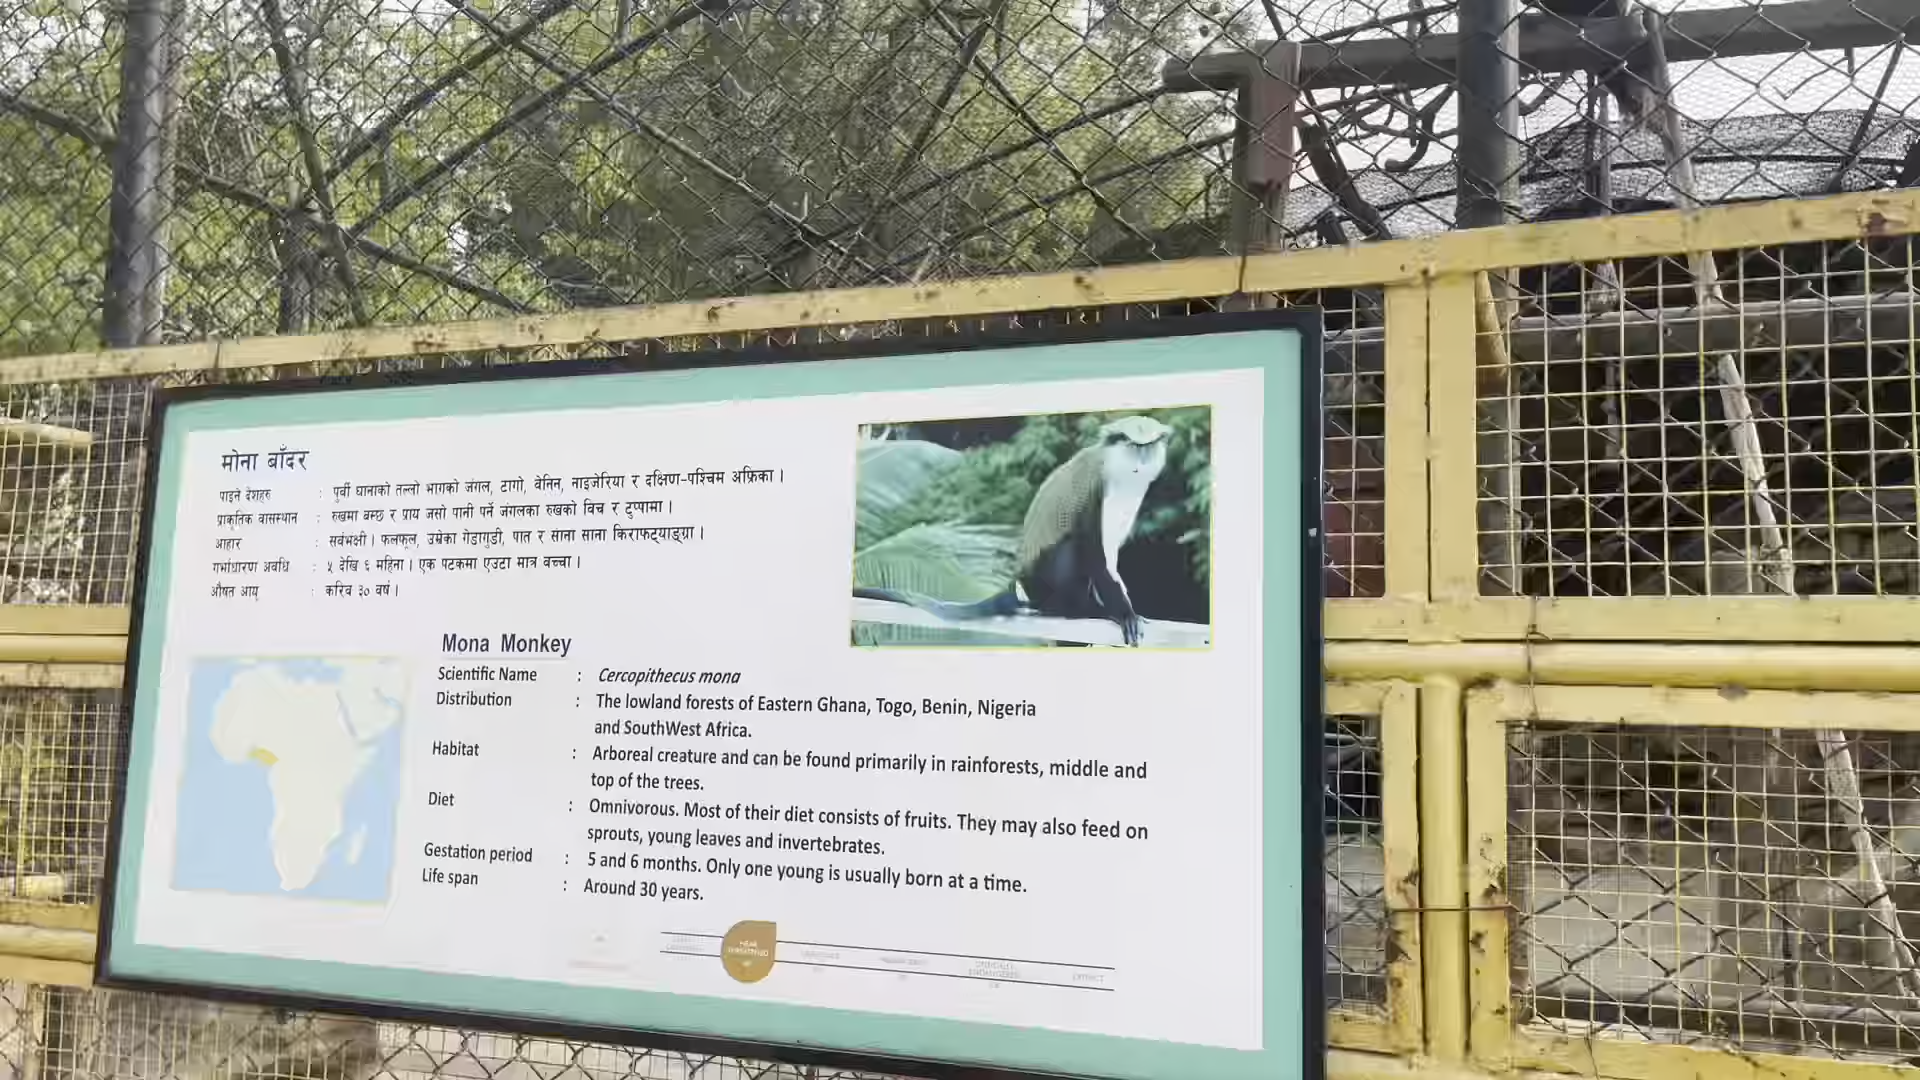 मोना बाँदर
पाइने देशहरु : पुर्वी घानाको तल्लो भागको जंगल, टोगो, वेनिन, नाइजेरिया र दक्षिण-पश्चिम अफ्रिका ।
प्राकृतिक वासस्थान : रुखमा बस्छ र प्राय जसो पानी पर्ने जंगलका रुखको विच र टुप्पामा ।
आहार : सर्वभक्षी । फलफूल, उम्रेका गेडागुडी, पात र साना साना किराफट्याङ्ग्रा ।
गर्भाधारण अवधि : ५ देखि ६ महिना । एक पटकमा एउटा मात्र वच्चा ।
औषत आयु : करिव ३० वर्ष ।
Mona Monkey
Scientific Name : Cercopithecus mona
Distribution : The lowland forests of Eastern Ghana, Togo, Benin, Nigeria
and SouthWest Africa.
Habitat : Arboreal creature and can be found primarily in rainforests, middle and
top of the trees.
Diet : Omnivorous. Most of their diet consists of fruits. They may also feed on
sprouts, young leaves and invertebrates.
Gestation period : 5 and 6 months. Only one young is usually born at a time.
Life span : Around 30 years.
NEAR
THREATENED